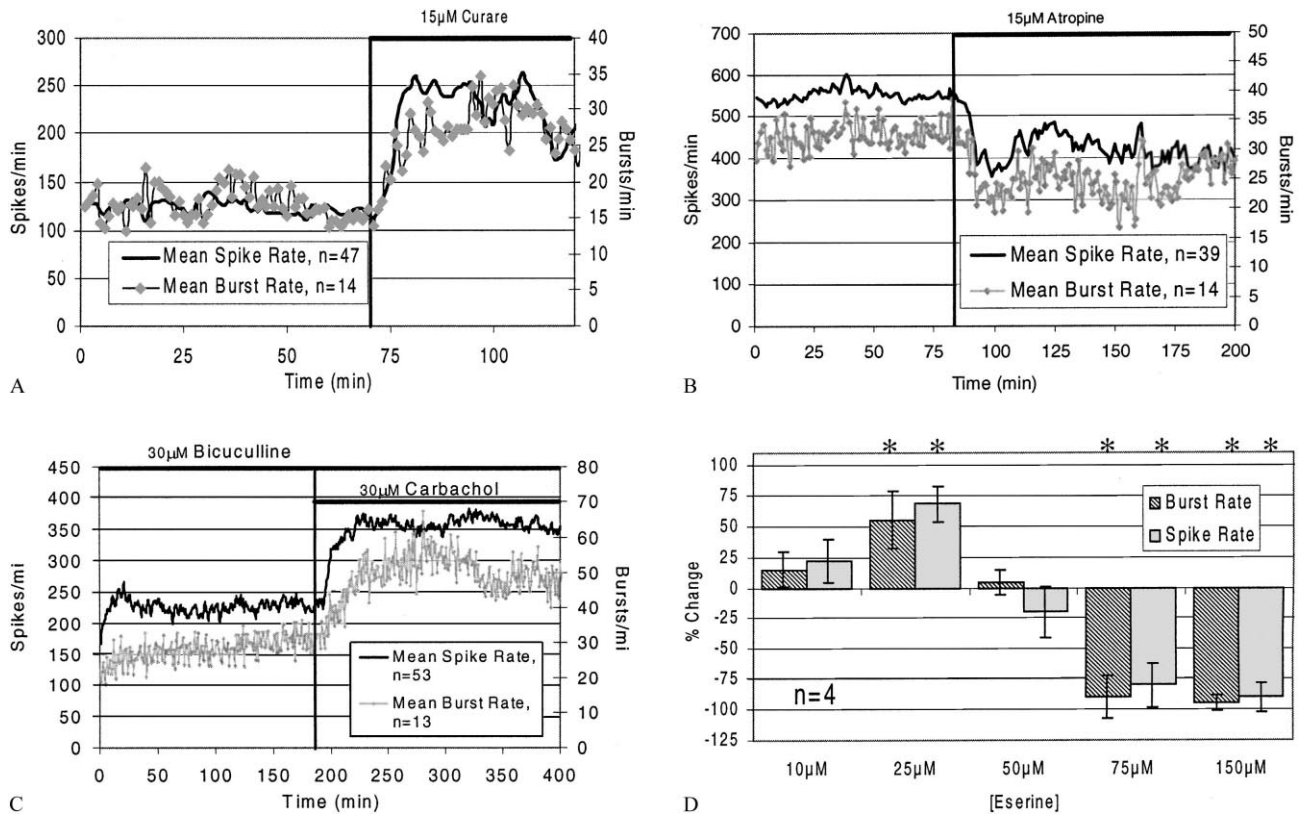 15µM Curare
300
250
200
150
100
50
0
Spikes/min
40
35
30
25
20
15
10
5
0
Bursts/min
Mean Spike Rate, n=47
Mean Burst Rate, n=14
0 25 50 75 100
Time (min)
A
15µM Atropine
700
600
500
400
300
200
100
0
Spikes/min
50
45
40
35
30
25
20
15
10
5
0
Bursts/min
Mean Spike Rate, n=39
Mean Burst Rate, n=14
0 25 50 75 100 125 150 175 200
Time (min)
B
30µM Bicuculline
30µM Carbachol
450
400
350
300
250
200
150
100
50
0
Spikes/mi
80
70
60
50
40
30
20
10
0
Bursts/mi
Mean Spike Rate,
n=53
Mean Burst Rate,
n=13
0 50 100 150 200 250 300 350 400
Time (min)
C
* * * * * *
100
75
50
25
0
-25
-50
-75
-100
-125
% Change
Burst Rate
Spike Rate
n=4
10µM 25µM 50µM 75µM 150µM
[Eserine]
D